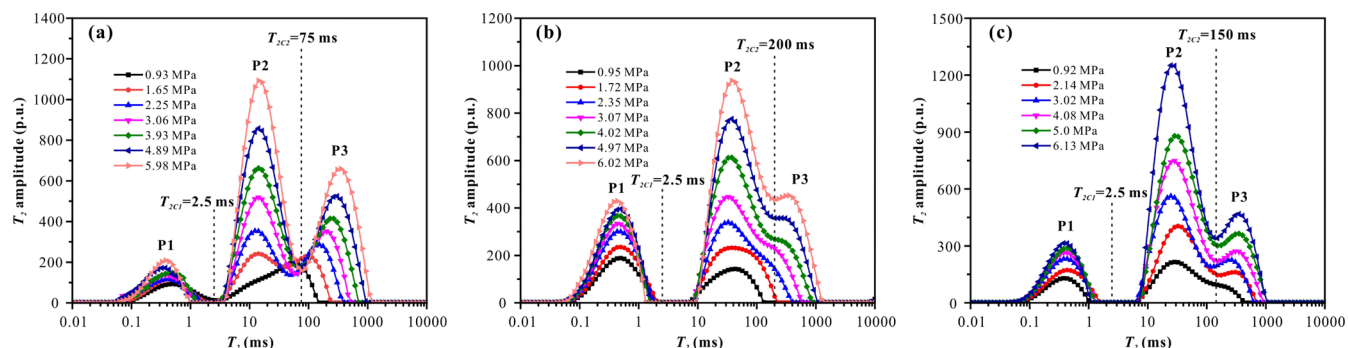 (a)
T2C2=75 ms
P2
0.93 MPa
1.65 MPa
2.25 MPa
3.06 MPa
3.93 MPa
4.89 MPa
5.98 MPa
P3
T2C1=2.5 ms
P1
T2 amplitude (p.u.)
1400
1200
1000
800
600
400
200
0
0.01 0.1 1 10 100 1000 10000
T2 (ms)
(b)
T2C2=200 ms
P2
0.95 MPa
1.72 MPa
2.35 MPa
3.07 MPa
4.02 MPa
4.97 MPa
6.02 MPa
T2C1=2.5 ms
P1
P3
T2 amplitude (p.u.)
1200
1000
800
600
400
200
0
0.01 0.1 1 10 100 1000 10000
T2 (ms)
(c)
T2C2=150 ms
P2
0.92 MPa
2.14 MPa
3.02 MPa
4.08 MPa
5.0 MPa
6.13 MPa
T2C1=2.5 ms
P1
P3
T2 amplitude (p.u.)
1500
1200
900
600
300
0
0.01 0.1 1 10 100 1000 10000
T2 (ms)